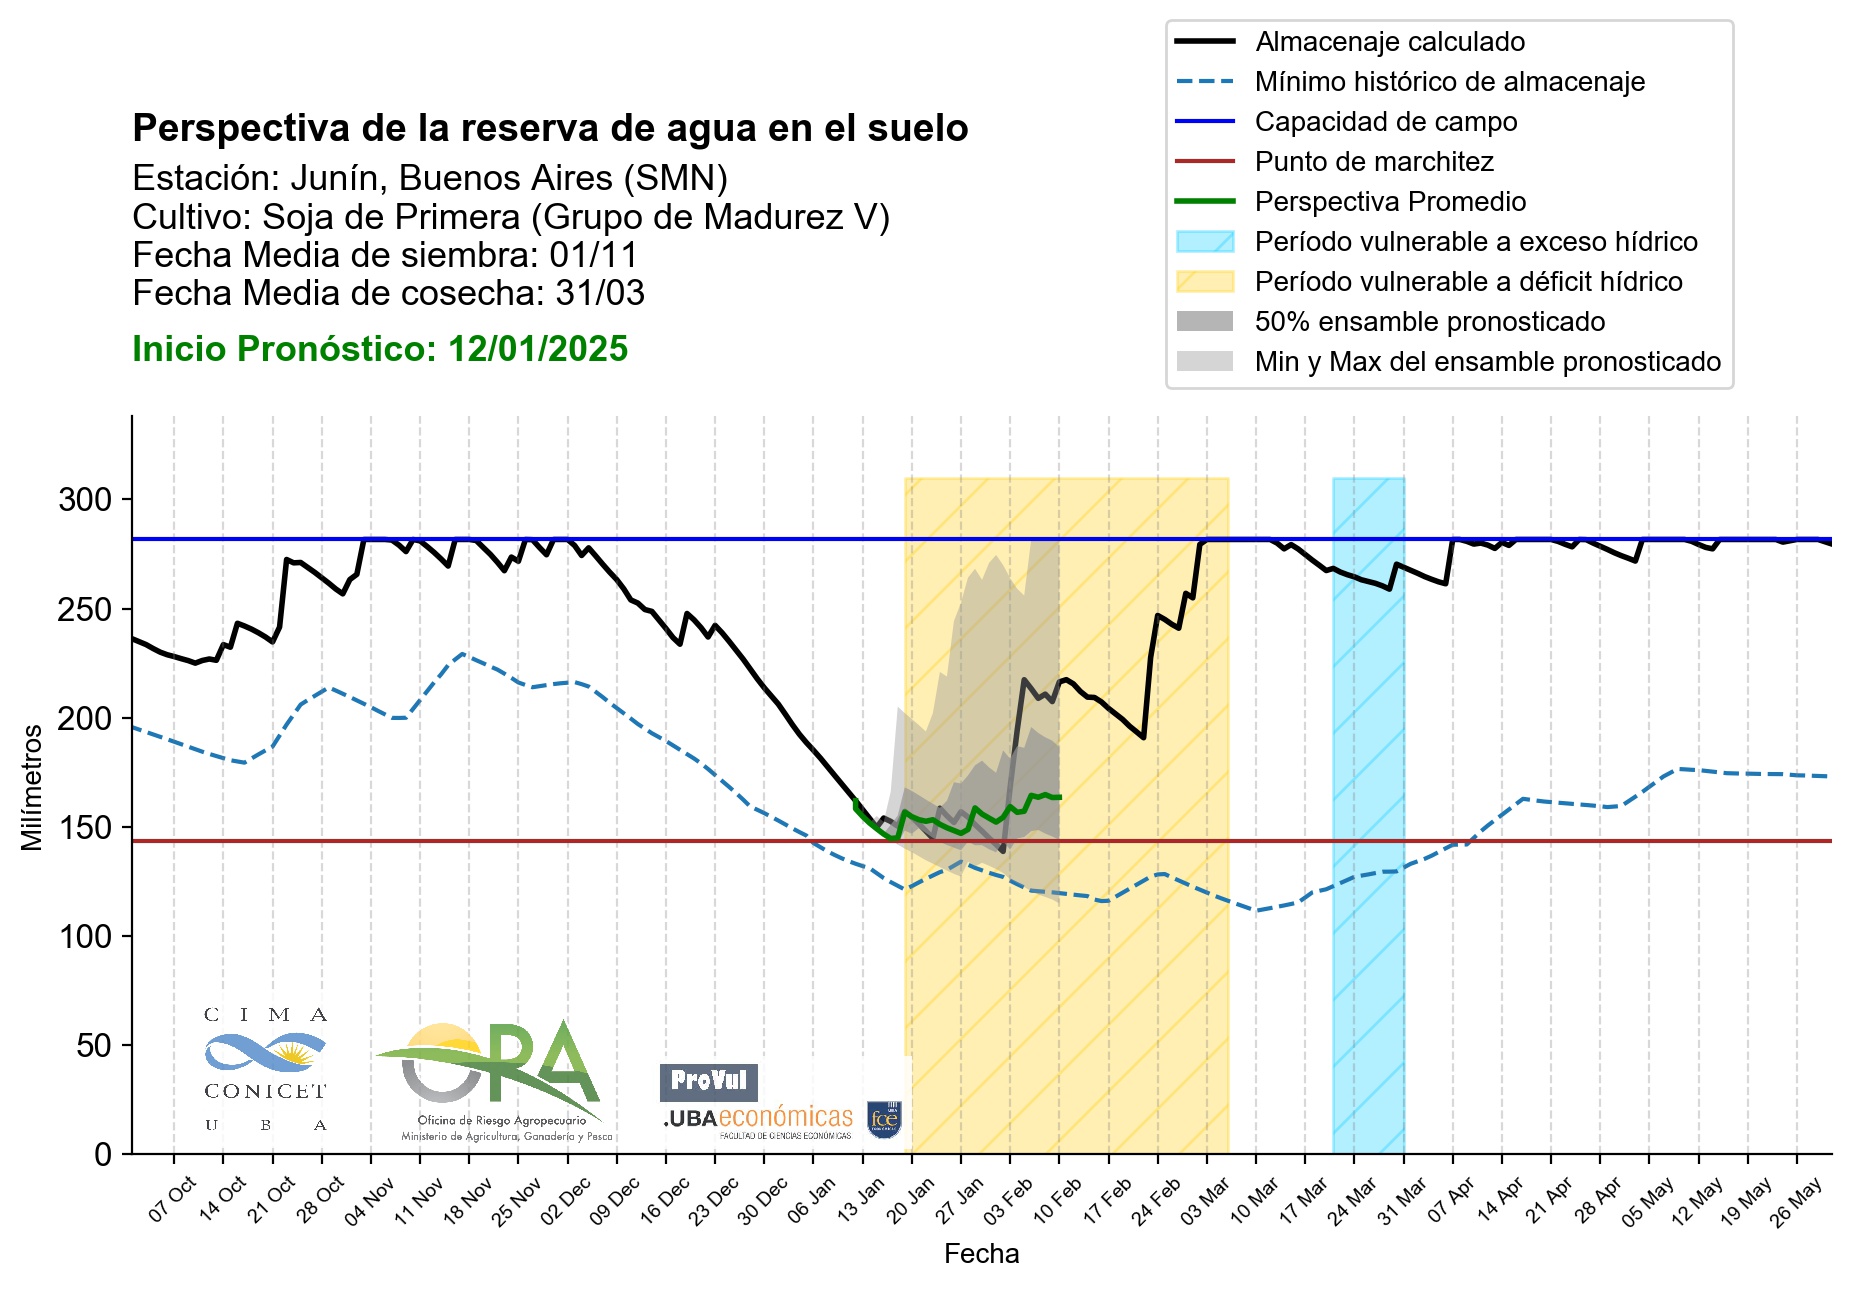 Almacenaje calculado
Mínimo histórico de almacenaje
Capacidad de campo
Punto de marchitez
Perspectiva Promedio
Período vulnerable a exceso hídrico
Período vulnerable a déficit hídrico
50% ensamble pronosticado
Min y Max del ensamble pronosticado
Perspectiva de la reserva de agua en el suelo
Estación: Junín, Buenos Aires (SMN)
Cultivo: Soja de Primera (Grupo de Madurez V)
Fecha Media de siembra: 01/11
Fecha Media de cosecha: 31/03
Inicio Pronóstico: 12/01/2025
Milímetros
300
250
200
150
100
50
0
CIMA
CONICET
UBA
ORA
Oficina de Riesgo Agropecuario
Ministerio de Agricultura, Ganadería y Pesca
ProVul
.UBAeconómicas
FACULTAD DE CIENCIAS ECONÓMICAS
UBA
fce
ECONÓMICAS
07 Oct
14 Oct
21 Oct
28 Oct
04 Nov
11 Nov
18 Nov
25 Nov
02 Dec
09 Dec
16 Dec
23 Dec
30 Dec
06 Jan
13 Jan
20 Jan
27 Jan
03 Feb
10 Feb
17 Feb
24 Feb
03 Mar
10 Mar
17 Mar
24 Mar
31 Mar
07 Apr
14 Apr
21 Apr
28 Apr
05 May
12 May
19 May
26 May
Fecha